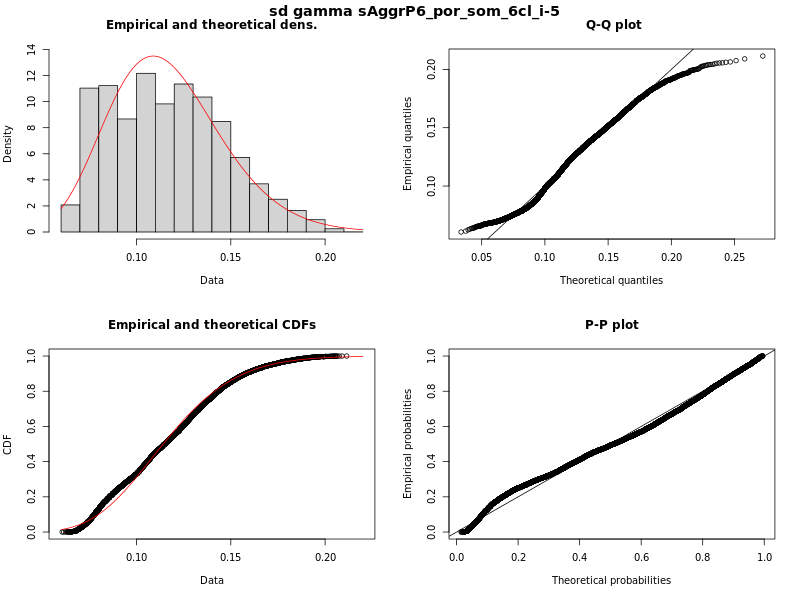 sd gamma sAggrP6_por_som_6cl_i-5
Empirical and theoretical dens.
Density
0 2 4 6 8 10 12 14
0.10 0.15 0.20
Data
Q-Q plot
Empirical quantiles
0.10 0.15 0.20
0.05 0.10 0.15 0.20 0.25
Theoretical quantiles
Empirical and theoretical CDFs
CDF
0.0 0.2 0.4 0.6 0.8 1.0
0.10 0.15 0.20
Data
P-P plot
Empirical probabilities
0.0 0.2 0.4 0.6 0.8 1.0
0.0 0.2 0.4 0.6 0.8 1.0
Theoretical probabilities